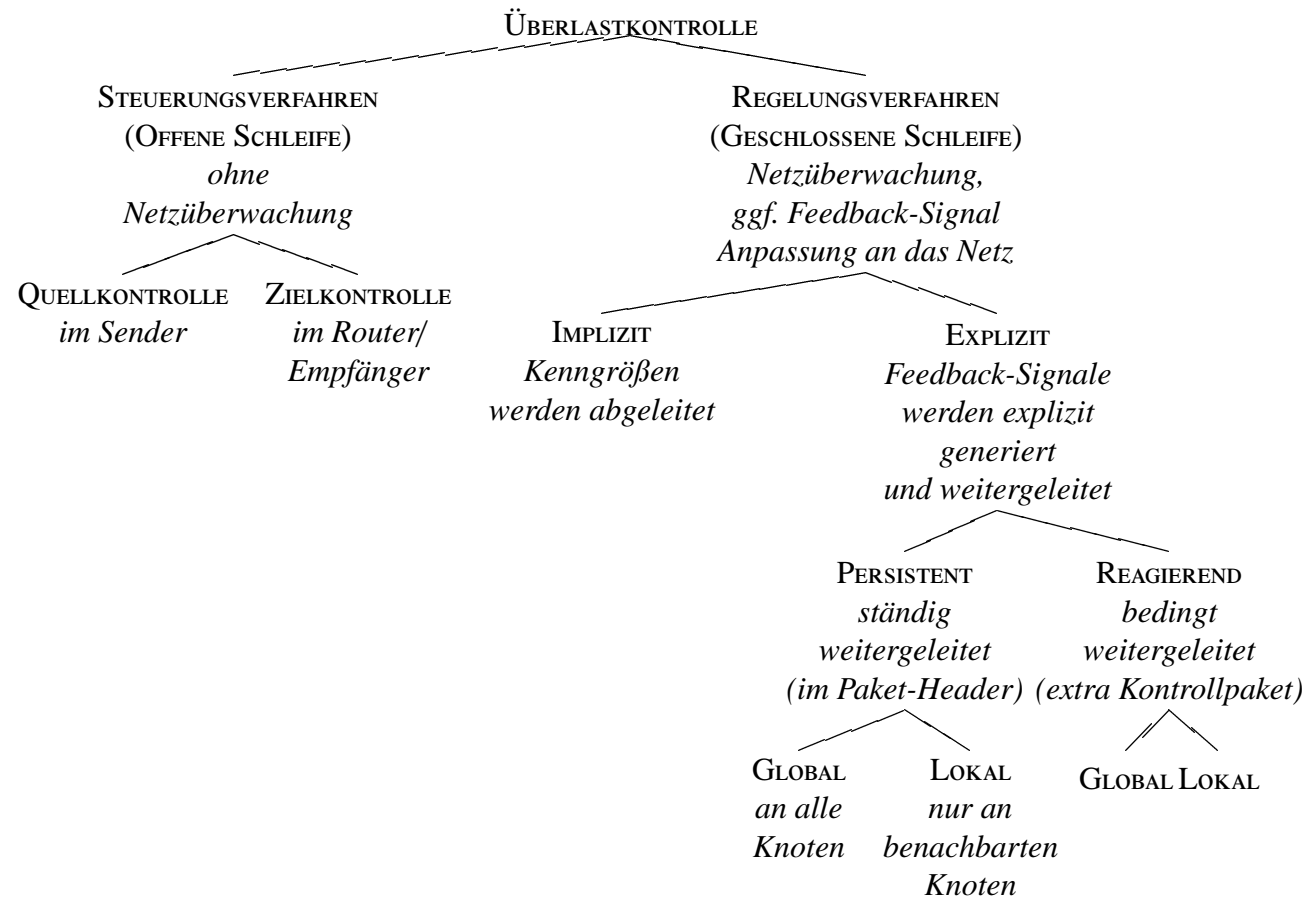 ÜBERLASTKONTROLLE
STEUERUNGSVERFAHREN
(OFFENE SCHLEIFE)
ohne
Netzüberwachung
REGELUNGSVERFAHREN
(GESCHLOSSENE SCHLEIFE)
Netzüberwachung,
ggf. Feedback-Signal
Anpassung an das Netz
QUELLKONTROLLE
im Sender
ZIELKONTROLLE
im Router/
Empfänger
IMPLIZIT
Kenngrößen
werden abgeleitet
EXPLIZIT
Feedback-Signale
werden explizit
generiert
und weitergeleitet
PERSISTENT
ständig
weitergeleitet
(im Paket-Header)
REAGIEREND
bedingt
weitergeleitet
(extra Kontrollpaket)
GLOBAL
an alle
Knoten
LOKAL
nur an
benachbarten
Knoten
GLOBAL LOKAL